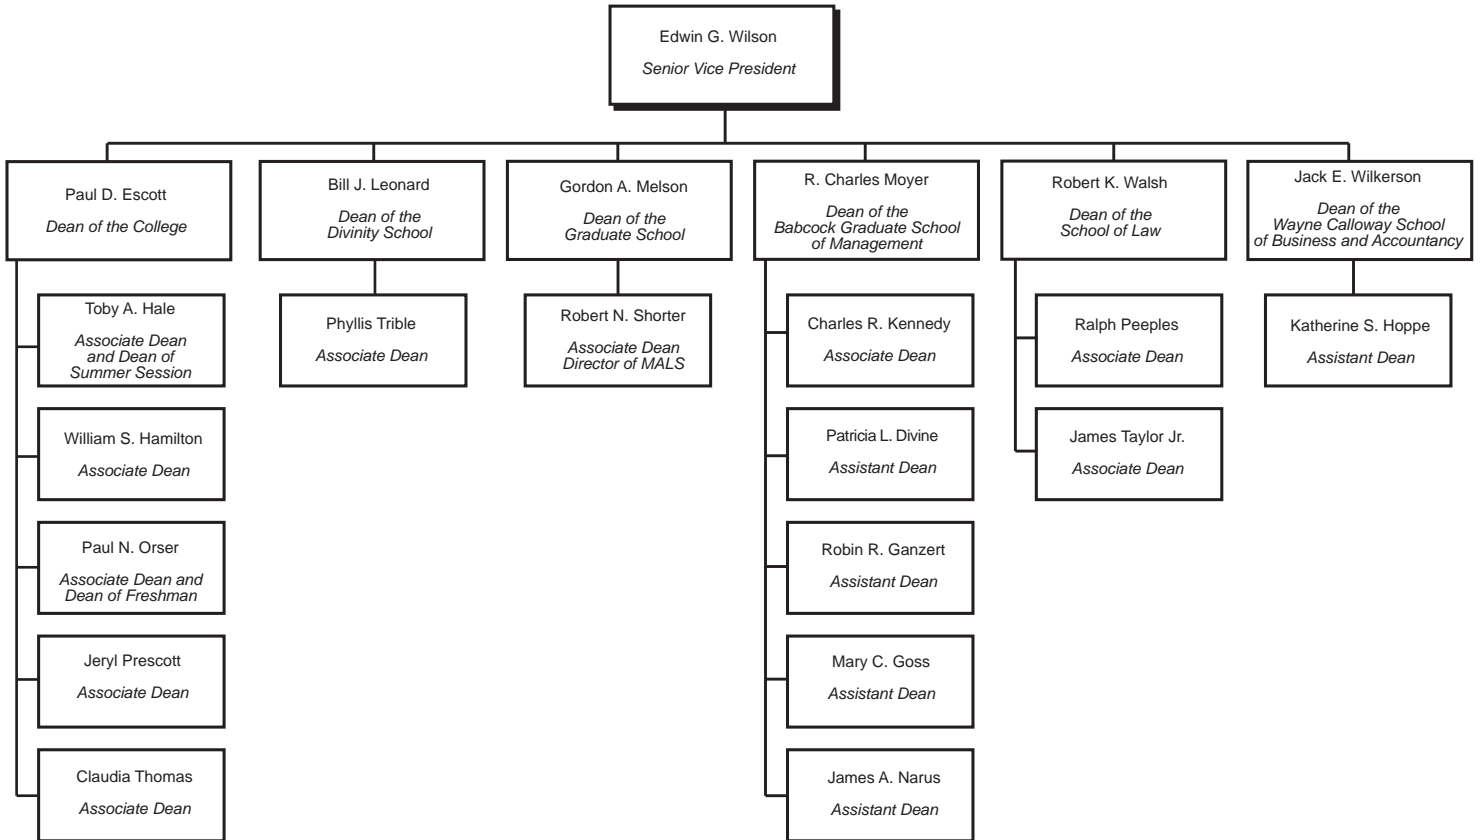 Edwin G. Wilson
Senior Vice President
Paul D. Escott
Dean of the College
Bill J. Leonard
Dean of the
Divinity School
Gordon A. Melson
Dean of the
Graduate School
R. Charles Moyer
Dean of the
Babcock Graduate School
of Management
Robert K. Walsh
Dean of the
School of Law
Jack E. Wilkerson
Dean of the
Wayne Calloway School
of Business and Accountancy
Toby A. Hale
Associate Dean
and Dean of
Summer Session
William S. Hamilton
Associate Dean
Paul N. Orser
Associate Dean and
Dean of Freshman
Jeryl Prescott
Associate Dean
Claudia Thomas
Associate Dean
Phyllis Trible
Associate Dean
Robert N. Shorter
Associate Dean
Director of MALS
Charles R. Kennedy
Associate Dean
Patricia L. Divine
Assistant Dean
Robin R. Ganzert
Assistant Dean
Mary C. Goss
Assistant Dean
James A. Narus
Assistant Dean
Ralph Peeples
Associate Dean
James Taylor Jr.
Associate Dean
Katherine S. Hoppe
Assistant Dean